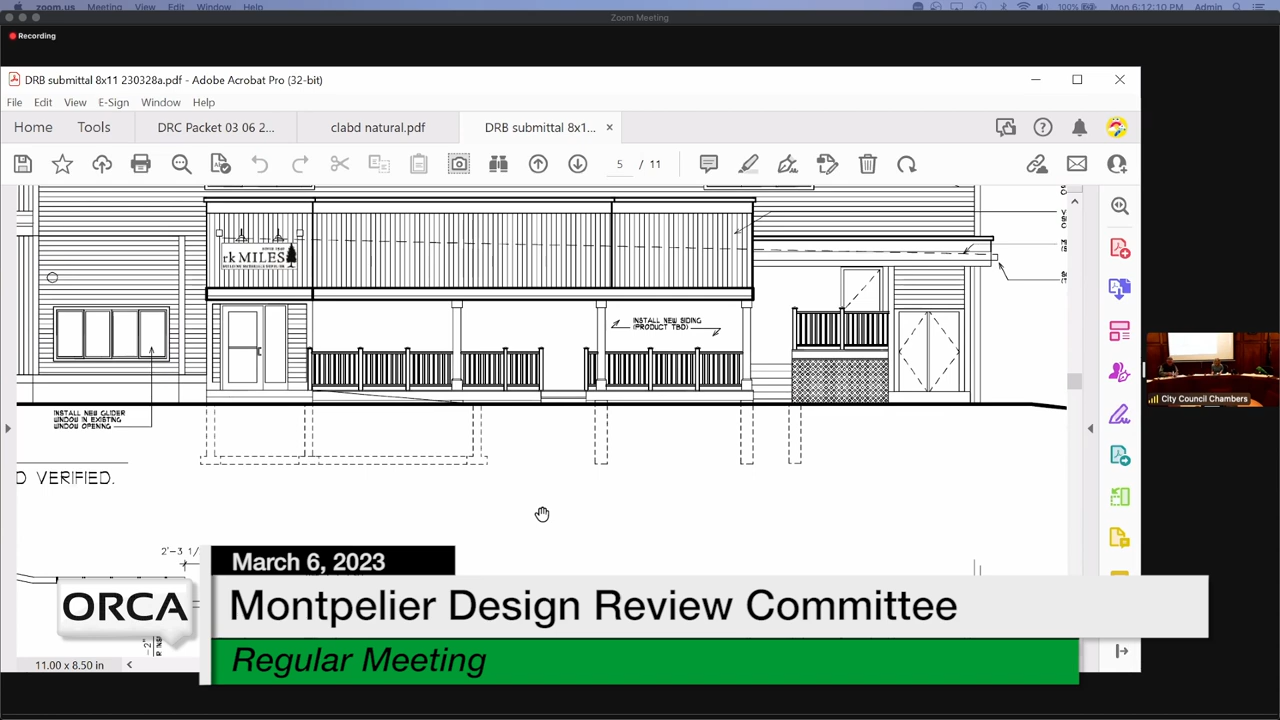 zoom.us Meeting View Edit Window Help
100% Mon 6:12:10 PM Admin
Zoom Meeting
Recording
DRB submittal 8x11 230328a.pdf - Adobe Acrobat Pro (32-bit)
File Edit View E-Sign Window Help
Home Tools DRC Packet 03 06 2... clabd natural.pdf DRB submittal 8x1... ×
5 / 11
rk MILES
INSTALL NEW SIDING
(PRODUCT TBD)
INSTALL NEW GLIDER
WINDOW IN EXISTING
WINDOW OPENING
D VERIFIED.
City Council Chambers
2'-3 1/
March 6, 2023
ORCA
Montpelier Design Review Committee
Regular Meeting
11.00 x 8.50 in